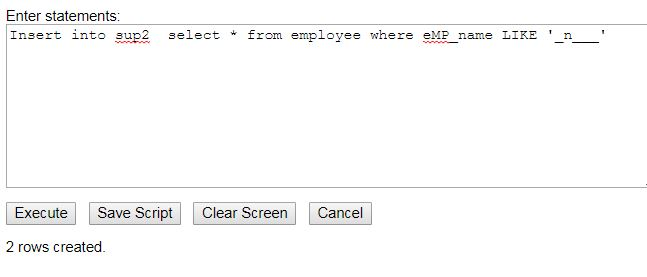 Enter statements:
Insert into sup2  select * from employee where eMP_name LIKE '_n___'
Execute
Save Script
Clear Screen
Cancel
2 rows created.